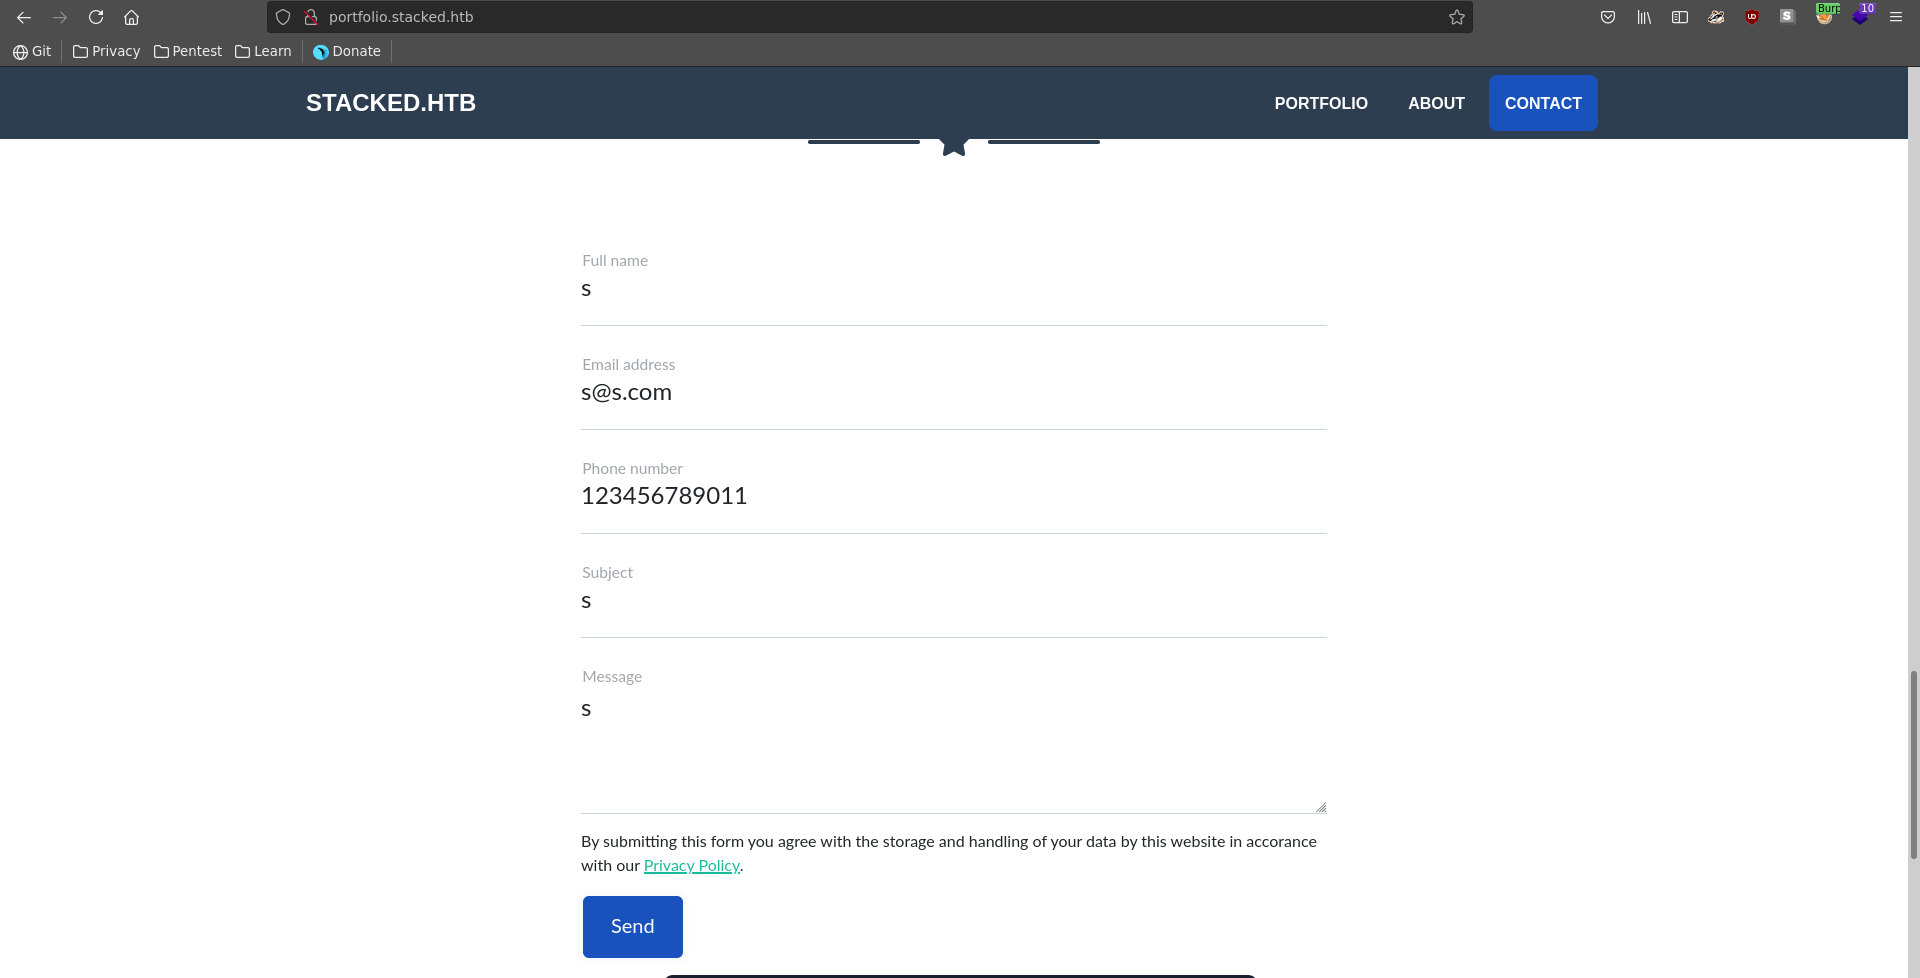 portfolio.stacked.htb
Burp
10
Git Privacy Pentest Learn Donate
STACKED.HTB PORTFOLIO ABOUT CONTACT
Full name
s
Email address
s@s.com
Phone number
123456789011
Subject
s
Message
s
By submitting this form you agree with the storage and handling of your data by this website in accorance
with our Privacy Policy.
Send